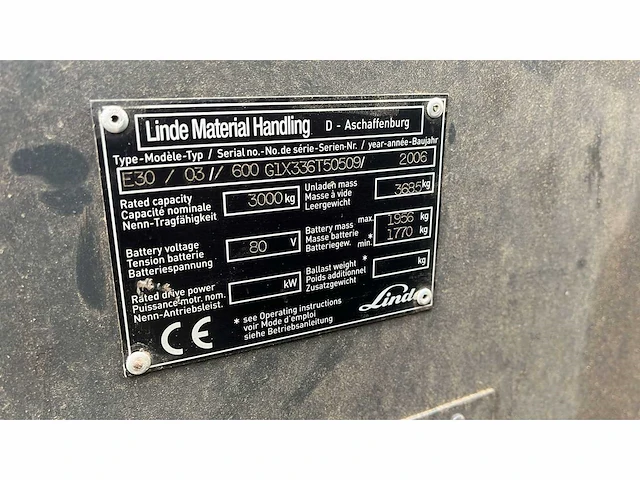 Linde Material Handling D - Aschaffenburg
Type-Modèle-Typ / Serial no.-No. de série-Serien-Nr. / year-année-Baujahr
E30 / 03 // 600 G1X336T50509/ 2006
Rated capacity
Capacité nominale
Nenn-Tragfähigkeit
3000 kg
Unladen mass
Masse à vide
Leergewicht
3685 kg
Battery voltage
Tension batterie
Batteriespannung
80 V
Battery mass
Masse batterie
Batteriegew.
max. 1956 kg
* min. 1770 kg
Rated drive power
Puissance motr. nom.
Nenn-Antriebsleist.
kW
Ballast weight *
Poids additionnel
Zusatzgewicht
kg
CE
* see Operating instructions
voir Mode d'emploi
siehe Betriebsanleitung
Linde